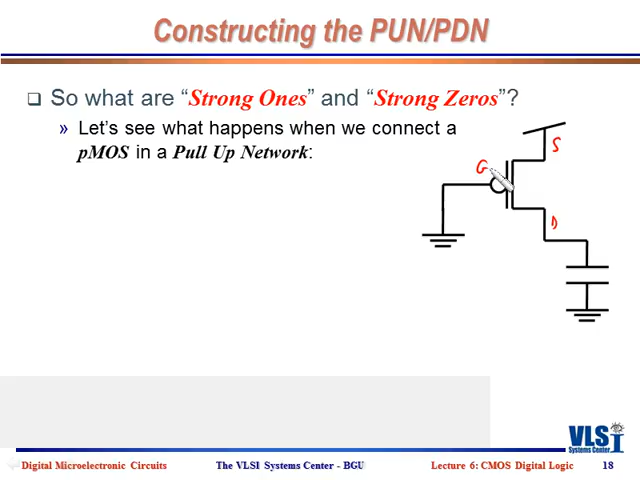 Constructing the PUN/PDN
So what are “Strong Ones” and “Strong Zeros”?
» Let’s see what happens when we connect a
pMOS in a Pull Up Network:
S
G
D
VLSI
Systems Center
Digital Microelectronic Circuits
The VLSI Systems Center - BGU
Lecture 6: CMOS Digital Logic
18